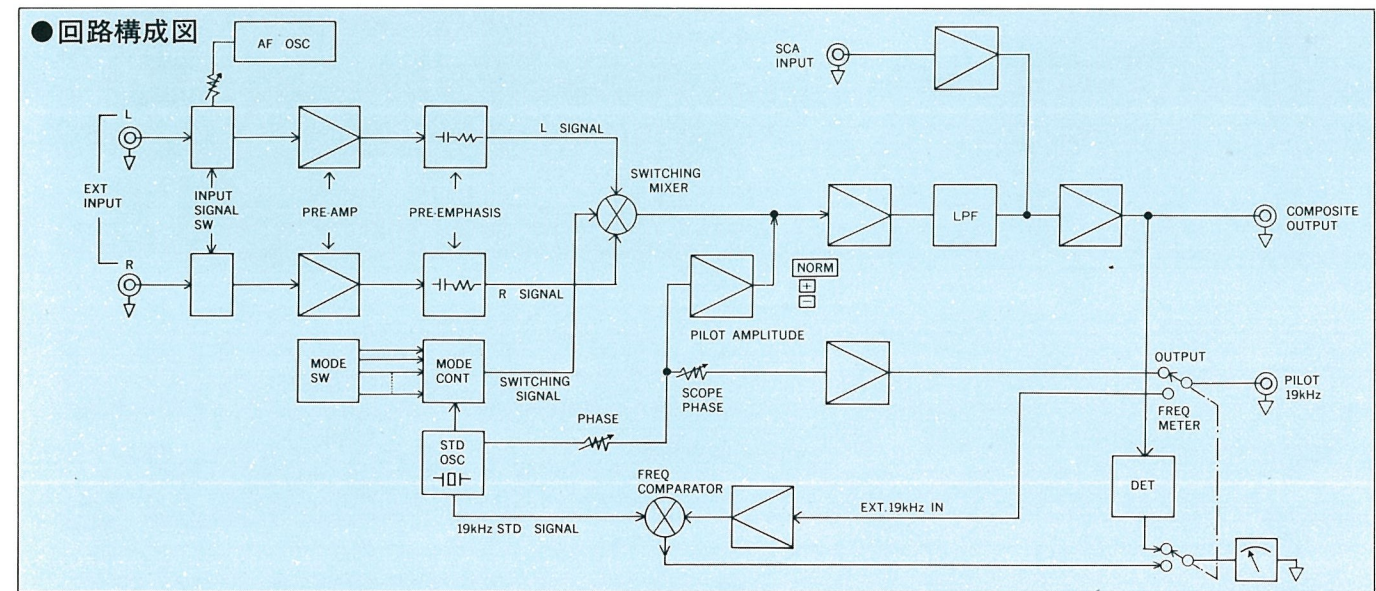 ●回路構成図
AF OSC
SCA
INPUT
L
L SIGNAL
SWITCHING
MIXER
EXT
INPUT
INPUT
SIGNAL
SW
PRE-AMP
PRE-EMPHASIS
LPF
COMPOSITE
OUTPUT
R
R SIGNAL
NORM
+
−
PILOT AMPLITUDE
MODE
SW
MODE
CONT
SWITCHING
SIGNAL
SCOPE
PHASE
OUTPUT
PILOT
19kHz
FREQ
METER
PHASE
STD
OSC
FREQ
COMPARATOR
DET
EXT.19kHz IN
19kHz STD SIGNAL